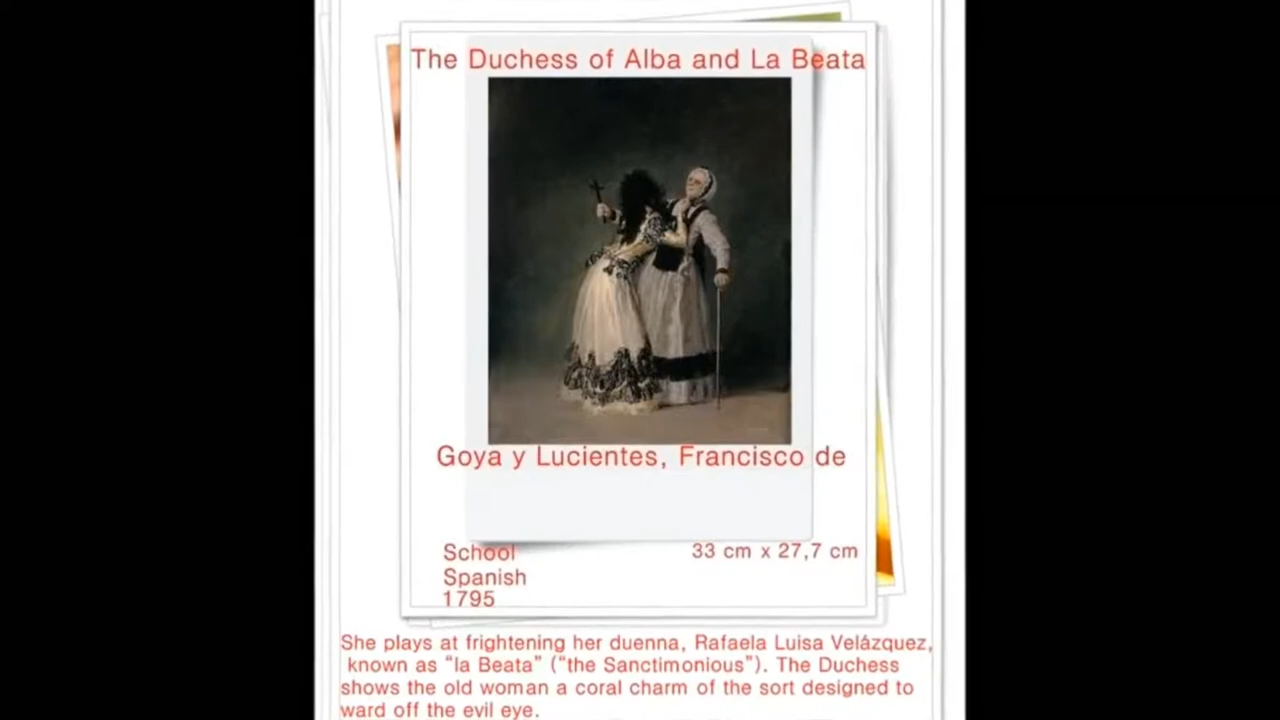 The Duchess of Alba and La Beata
Goya y Lucientes, Francisco de
School
Spanish
1795
33 cm x 27,7 cm
She plays at frightening her duenna, Rafaela Luisa Velázquez,
known as “la Beata” (“the Sanctimonious”). The Duchess
shows the old woman a coral charm of the sort designed to
ward off the evil eye.